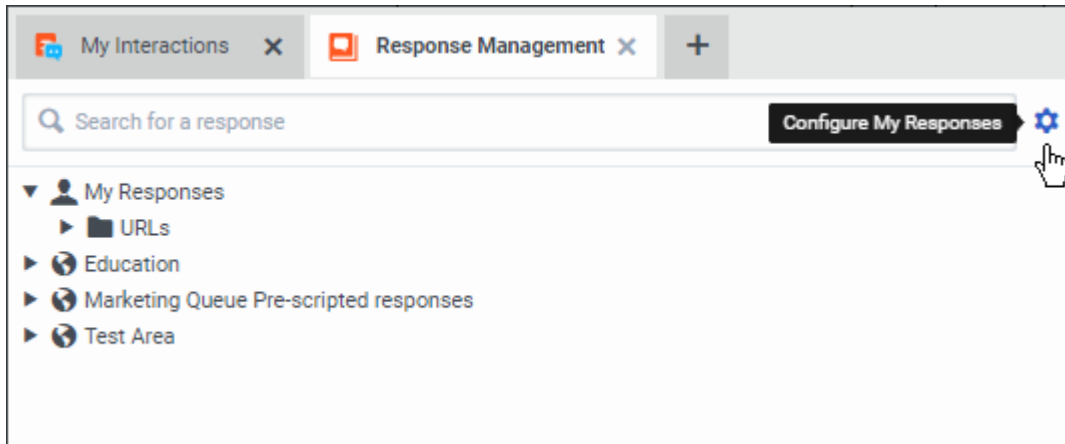 My Interactions
Response Management
Search for a response
Configure My Responses
My Responses
URLs
Education
Marketing Queue Pre-scripted responses
Test Area